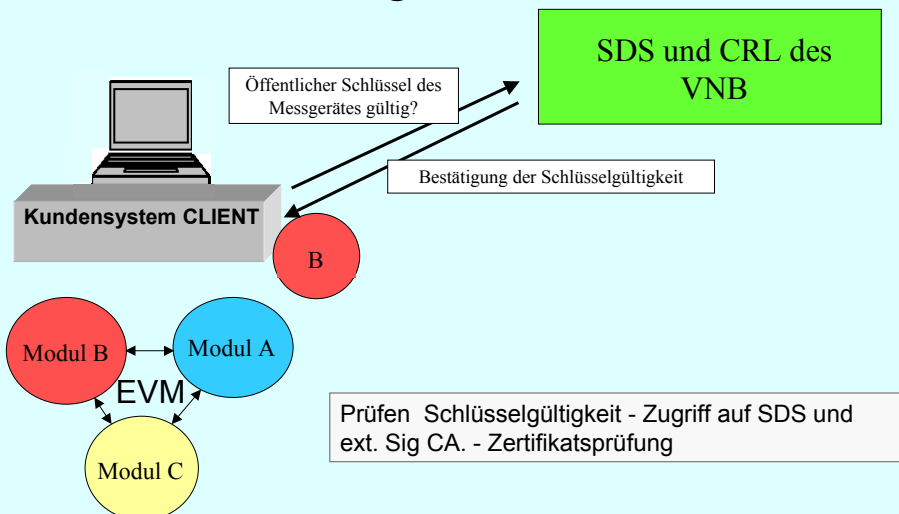 SDS und CRL des
VNB
Öffentlicher Schlüssel des
Messgerätes gültig?
Bestätigung der Schlüsselgültigkeit
Kundensystem CLIENT
B
Modul B
Modul A
EVM
Modul C
Prüfen Schlüsselgültigkeit - Zugriff auf SDS und
ext. Sig CA. - Zertifikatsprüfung